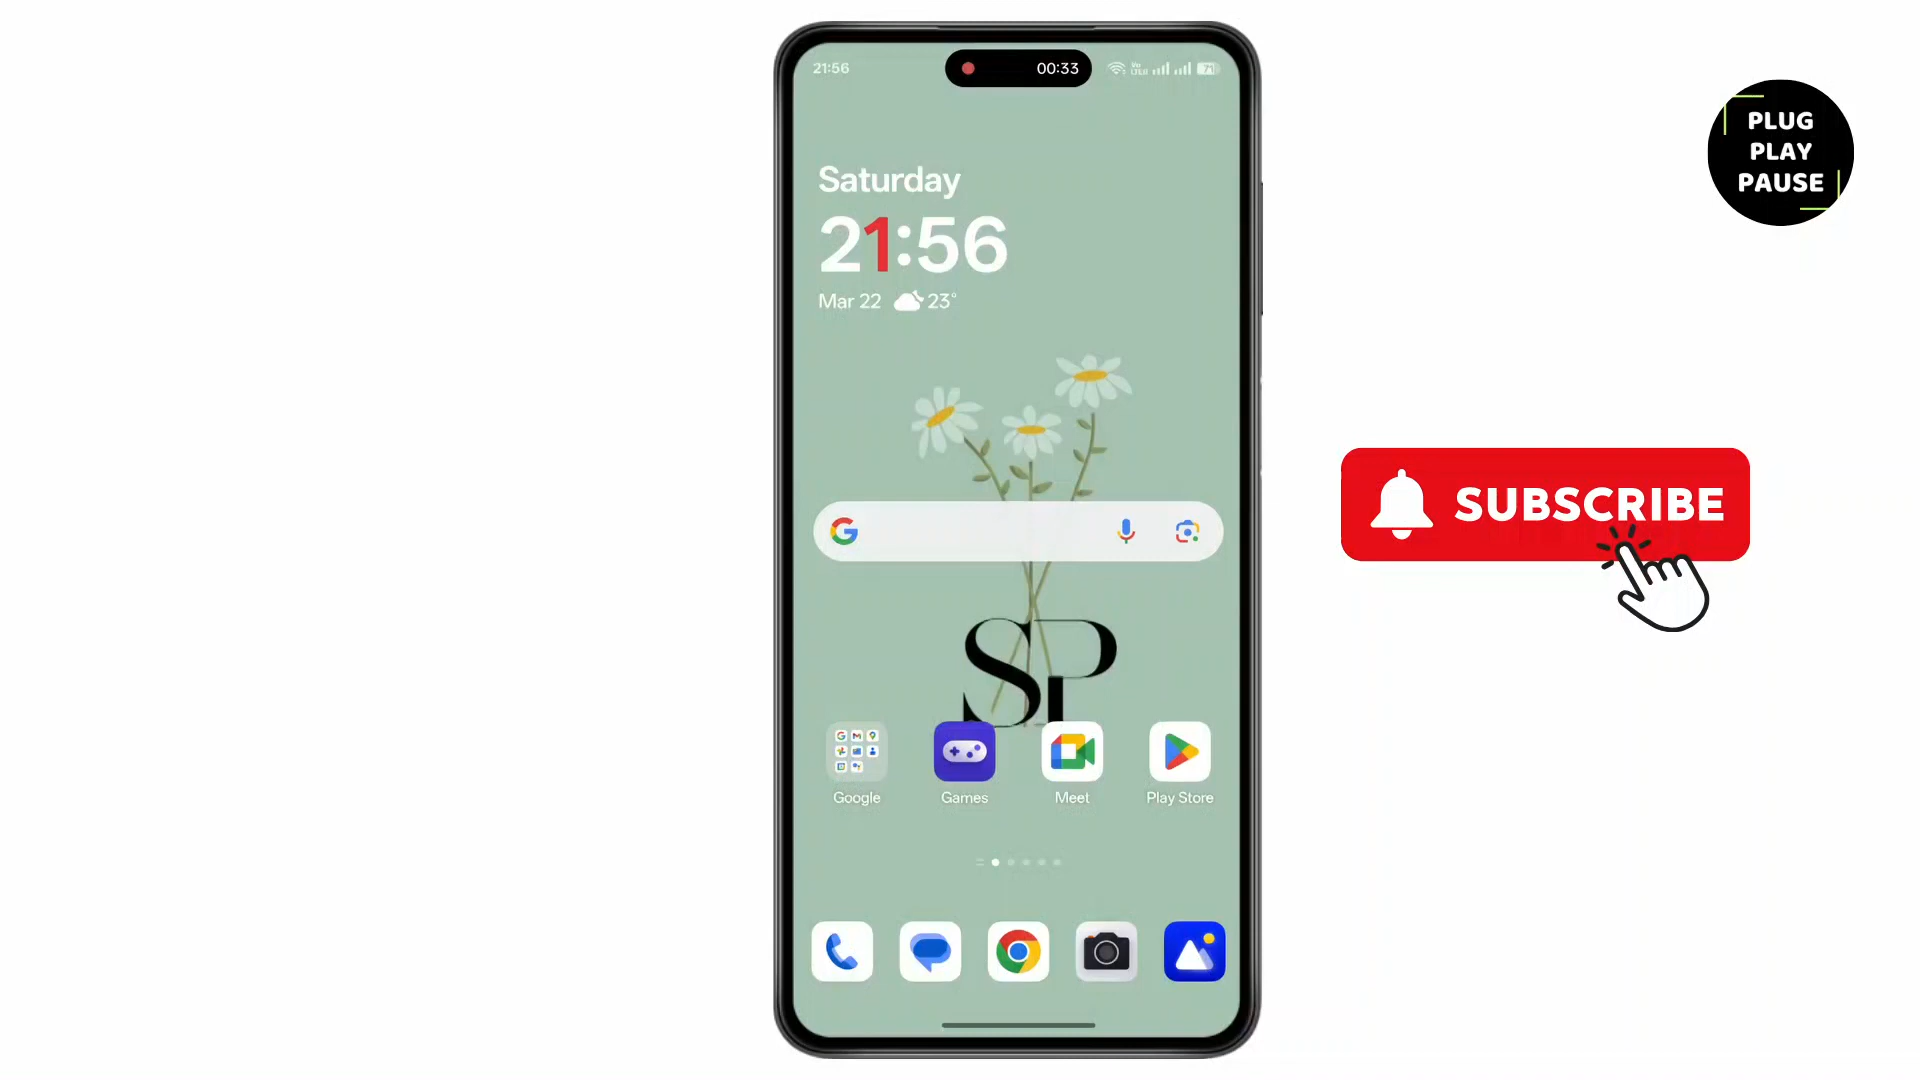 21:56
00:33
71
PLUG
PLAY
PAUSE
Saturday
21:56
Mar 22 23°
SUBSCRIBE
SP
Google
Games
Meet
Play Store